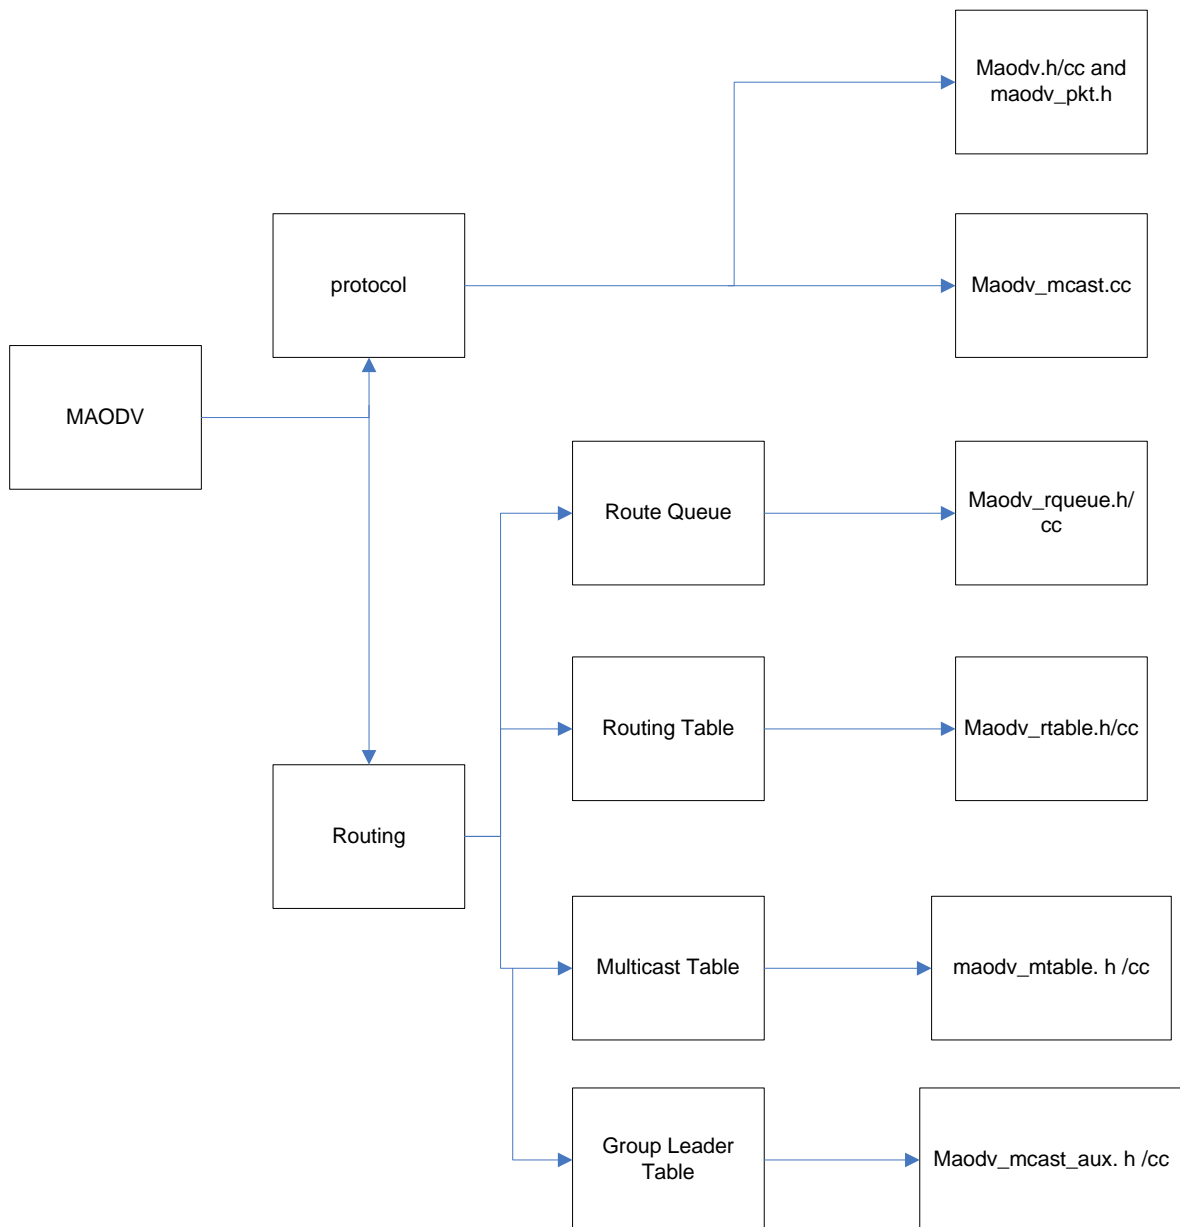 Maodv.h/cc and
maodv_pkt.h
protocol
Maodv_mcast.cc
MAODV
Route Queue
Maodv_rqueue.h/
cc
Routing Table
Maodv_rtable.h/cc
Routing
Multicast Table
maodv_mtable. h /cc
Group Leader
Table
Maodv_mcast_aux. h /cc